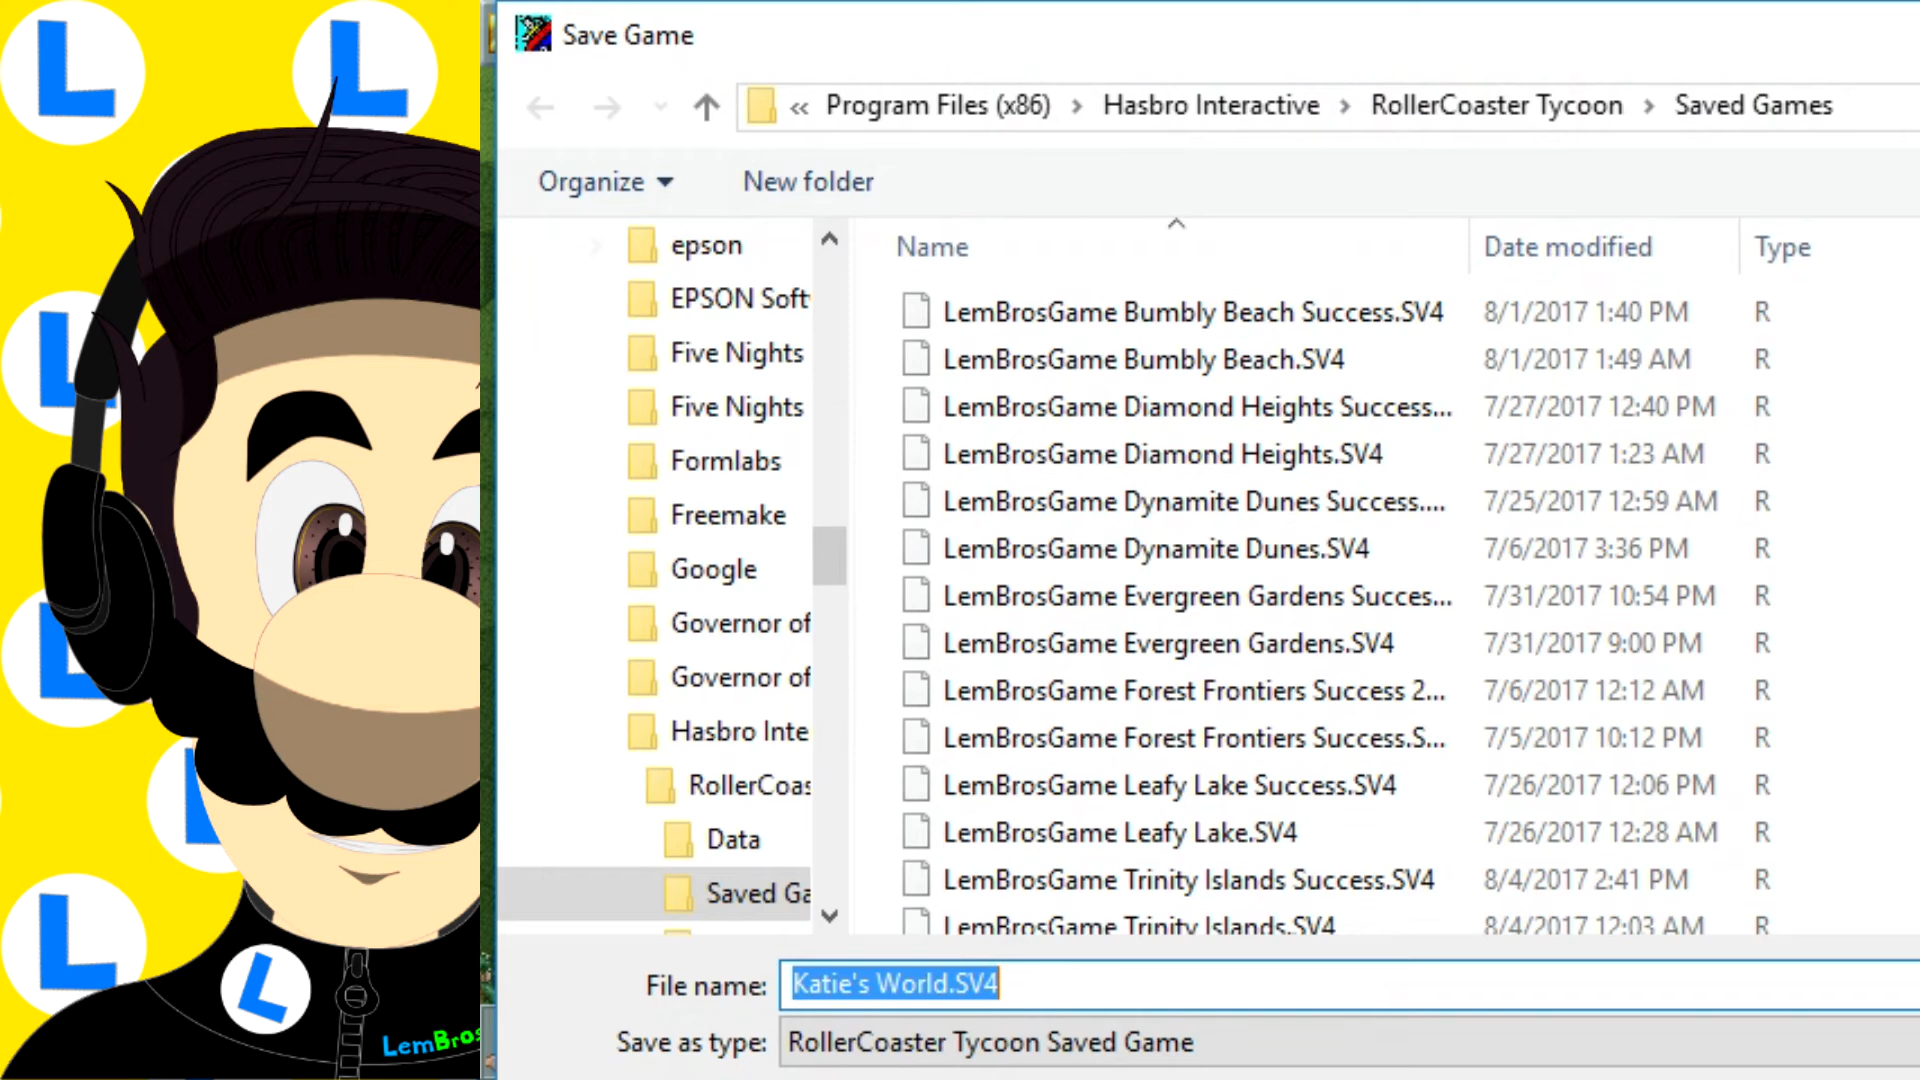 L
L
L
L
L
L
L
LemBros
Save Game
« Program Files (x86) > Hasbro Interactive > RollerCoaster Tycoon > Saved Games
Organize New folder
epson
EPSON Soft
Five Nights
Five Nights
Formlabs
Freemake
Google
Governor of
Governor of
Hasbro Inte
RollerCoas
Data
Saved Ga
Name Date modified Type
LemBrosGame Bumbly Beach Success.SV4 8/1/2017 1:40 PM R
LemBrosGame Bumbly Beach.SV4 8/1/2017 1:49 AM R
LemBrosGame Diamond Heights Success... 7/27/2017 12:40 PM R
LemBrosGame Diamond Heights.SV4 7/27/2017 1:23 AM R
LemBrosGame Dynamite Dunes Success.... 7/25/2017 12:59 AM R
LemBrosGame Dynamite Dunes.SV4 7/6/2017 3:36 PM R
LemBrosGame Evergreen Gardens Succes... 7/31/2017 10:54 PM R
LemBrosGame Evergreen Gardens.SV4 7/31/2017 9:00 PM R
LemBrosGame Forest Frontiers Success 2... 7/6/2017 12:12 AM R
LemBrosGame Forest Frontiers Success.S... 7/5/2017 10:12 PM R
LemBrosGame Leafy Lake Success.SV4 7/26/2017 12:06 PM R
LemBrosGame Leafy Lake.SV4 7/26/2017 12:28 AM R
LemBrosGame Trinity Islands Success.SV4 8/4/2017 2:41 PM R
LemBrosGame Trinity Islands.SV4 8/4/2017 12:03 AM R
File name: Katie's World.SV4
Save as type: RollerCoaster Tycoon Saved Game